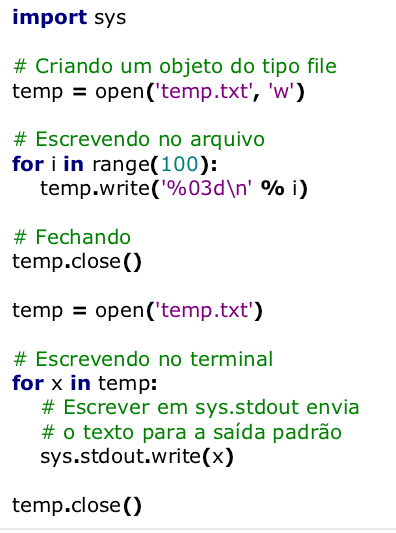 import sys
# Criando um objeto do tipo file
temp = open('temp.txt', 'w')
# Escrevendo no arquivo
for i in range(100):
    temp.write('%03d\n' % i)
# Fechando
temp.close()
temp = open('temp.txt')
# Escrevendo no terminal
for x in temp:
    # Escrever em sys.stdout envia
    # o texto para a saída padrão
    sys.stdout.write(x)
temp.close()